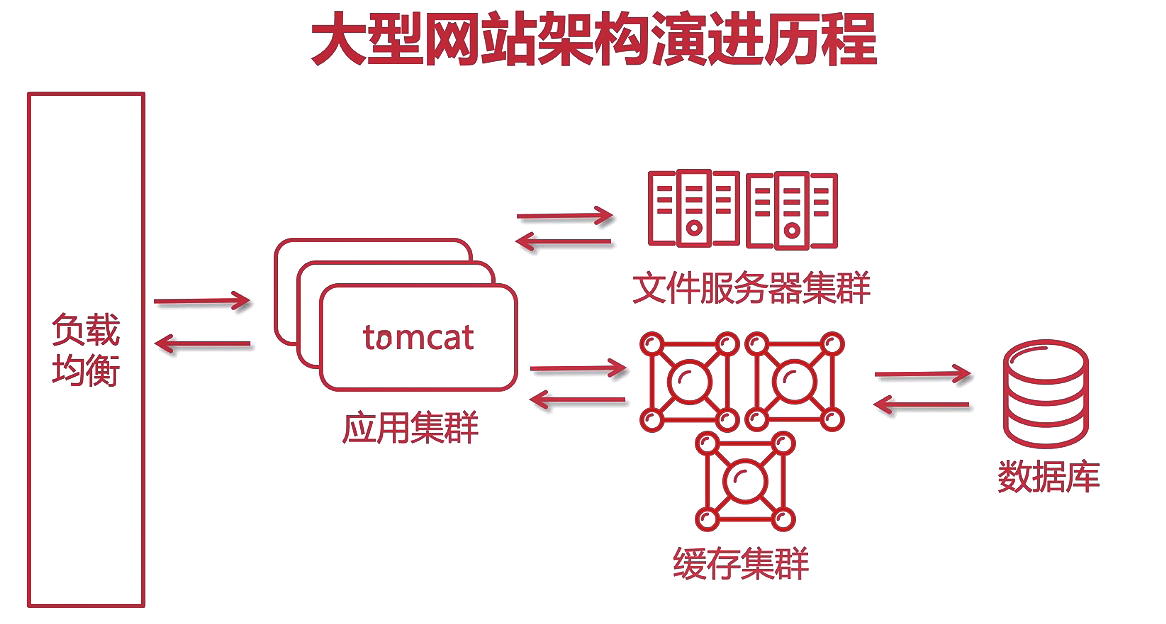 大型网站架构演进历程
负载
均衡
tomcat
应用集群
文件服务器集群
缓存集群
数据库